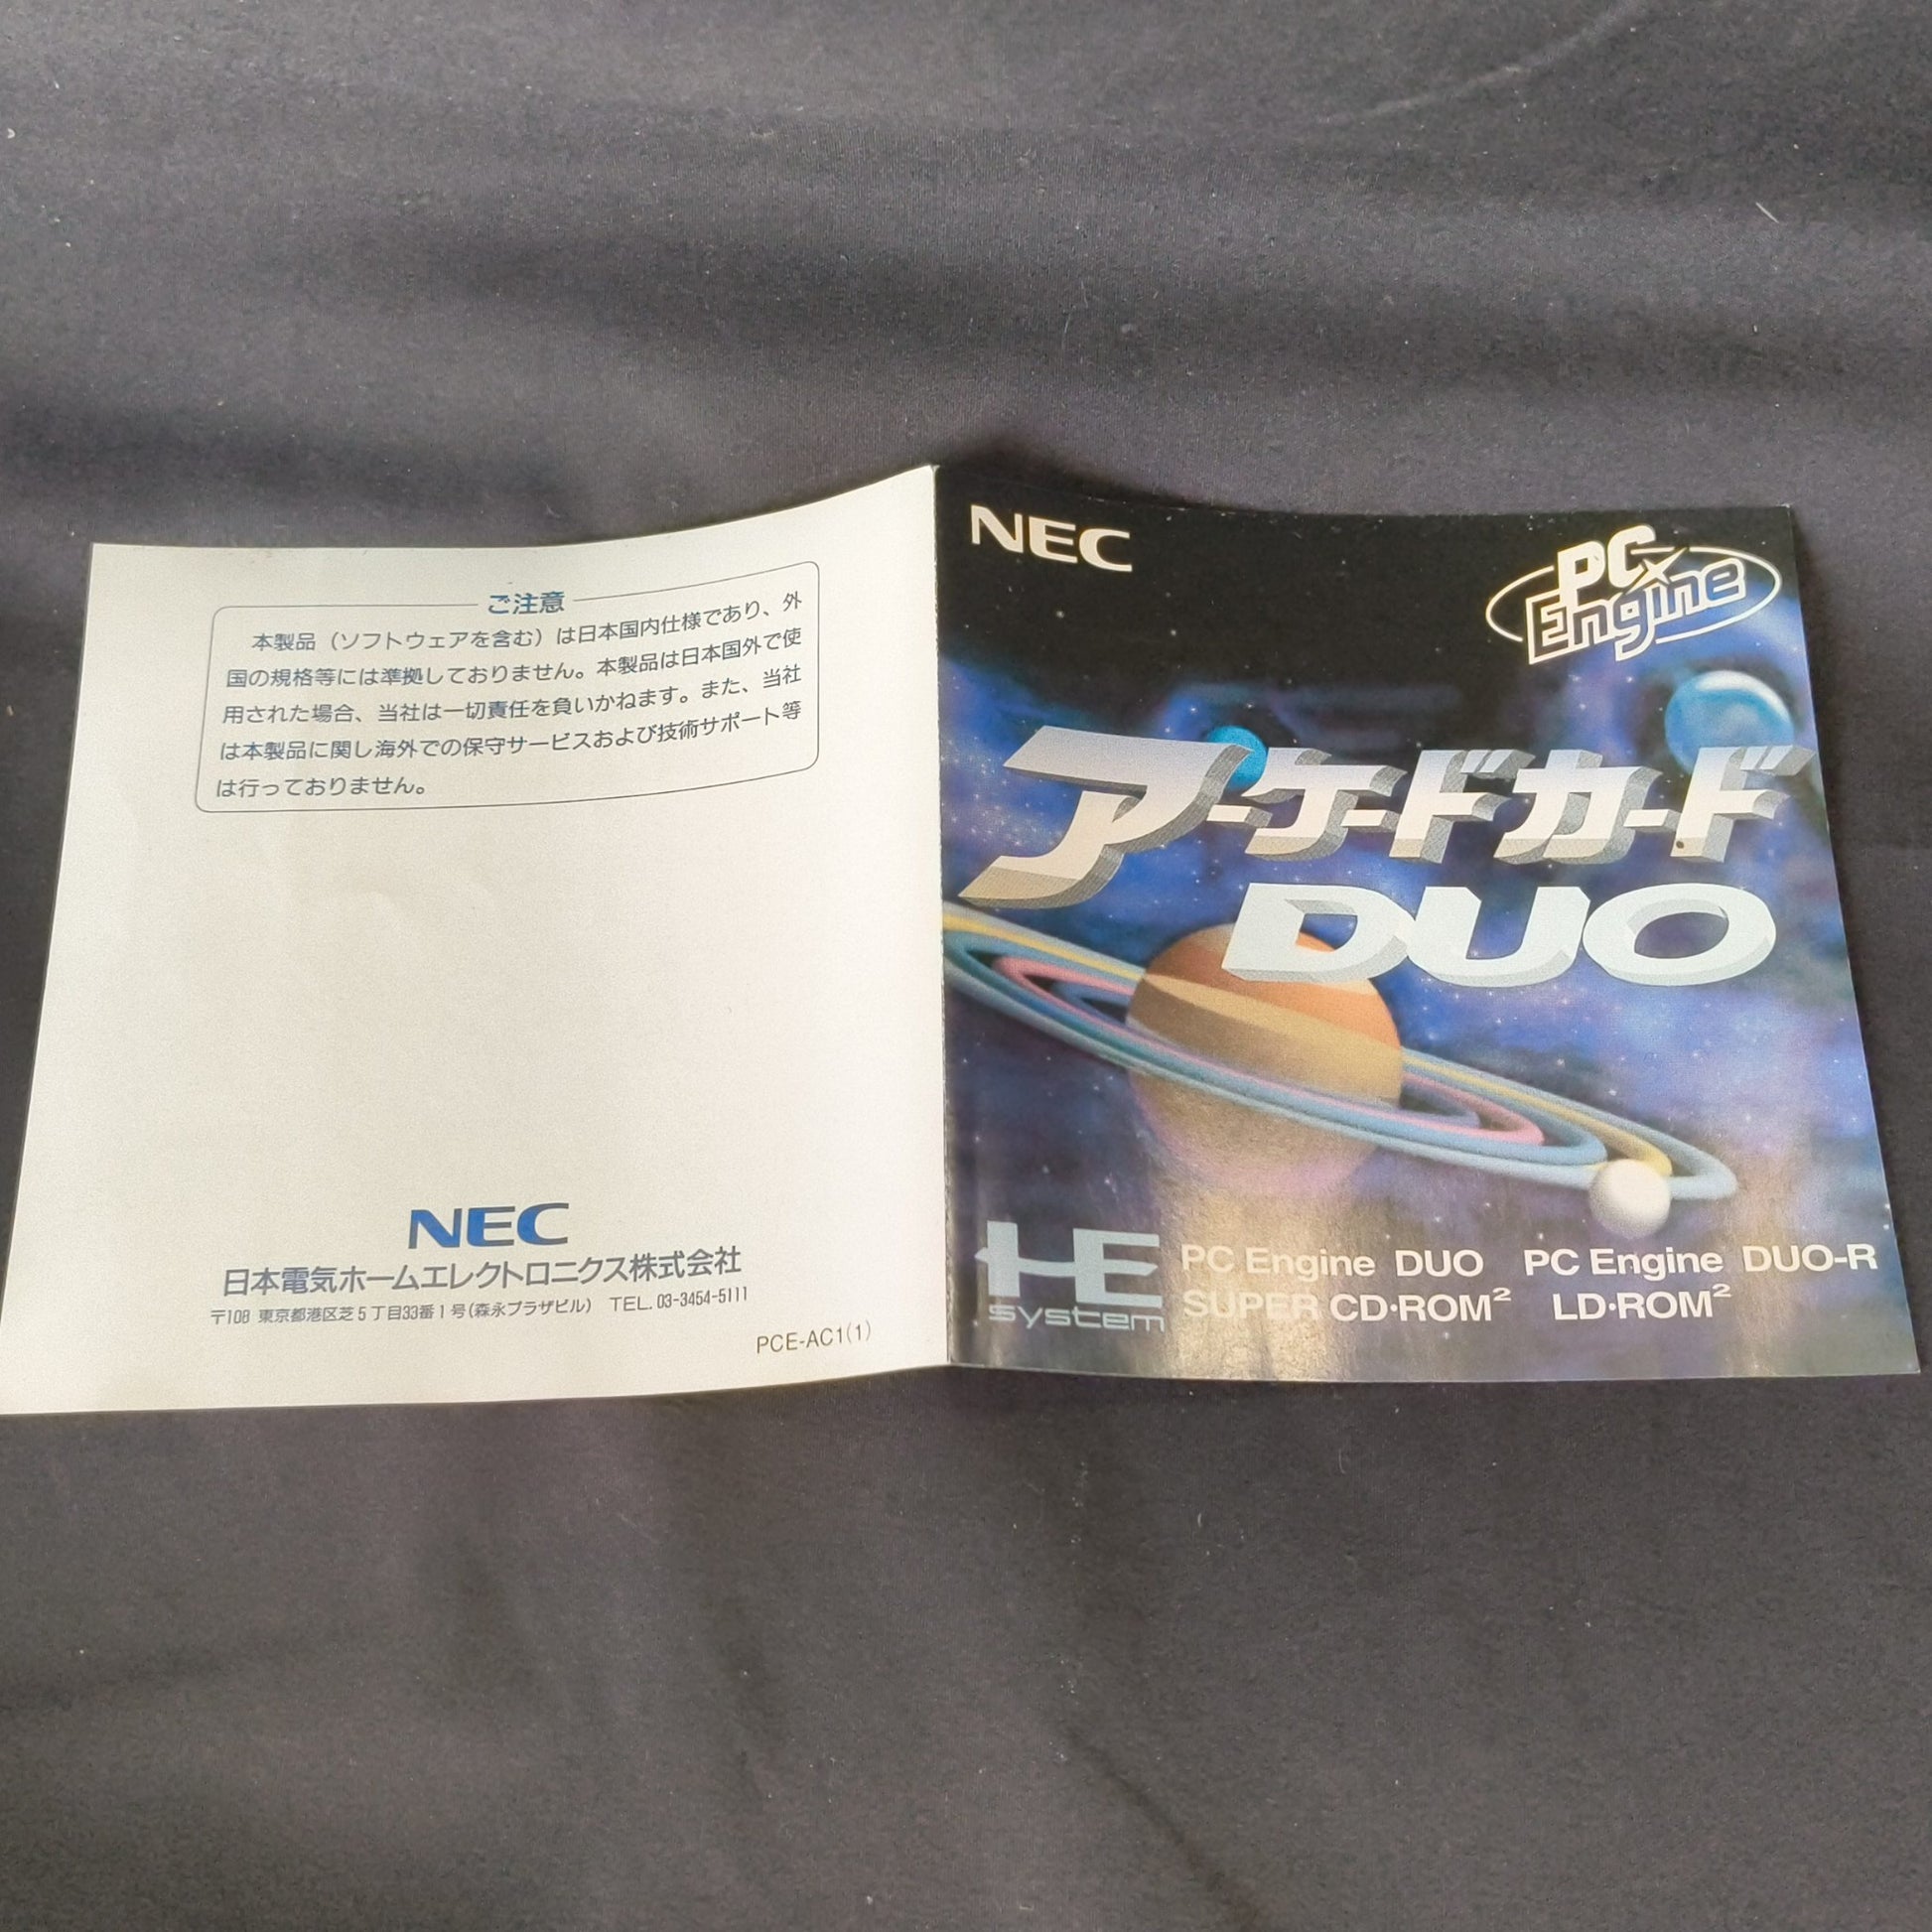 ご注意
本製品（ソフトウェアを含む）は日本国内仕様であり、外
国の規格等には準拠しておりません。本製品は日本国外で使
用された場合、当社は一切責任を負いかねます。また、当社
は本製品に関し海外での保守サービスおよび技術サポート等
は行っておりません。
NEC
日本電気ホームエレクトロニクス株式会社
〒108 東京都港区芝5丁目33番1号(森永プラザビル) TEL. 03-3454-5111
PCE-AC1(1)
NEC
PC Engine
アーケードカード
DUO
HE system
PC Engine DUO PC Engine DUO-R
SUPER CD・ROM² LD・ROM²